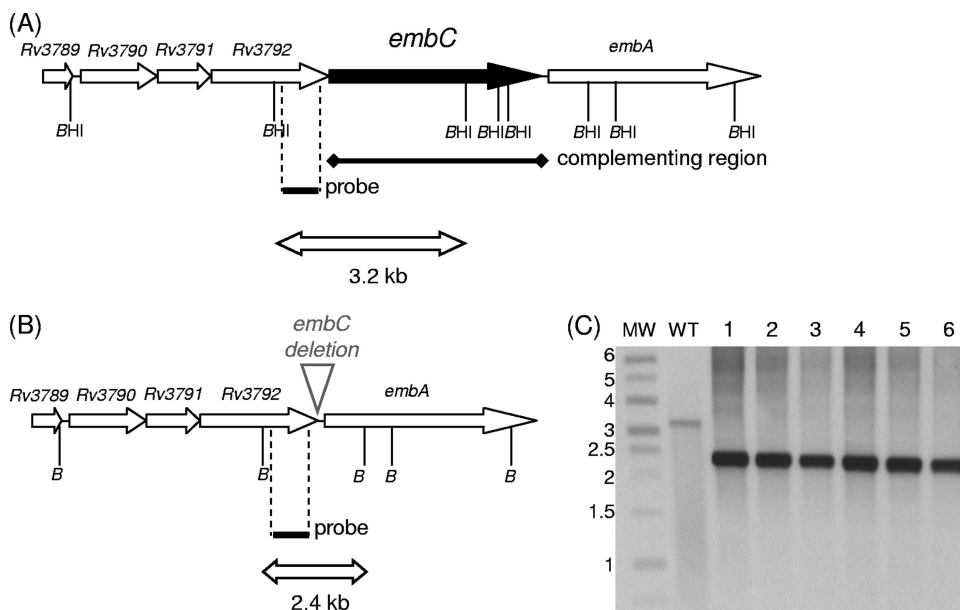 (A)
embC
Rv3789 Rv3790 Rv3791 Rv3792 embA
BHI BHI BHI BHI BHI BHI BHI BHI
complementing region
probe
3.2 kb
(B)
embC
deletion
Rv3789 Rv3790 Rv3791 Rv3792 embA
B B B B B
probe
2.4 kb
(C)
MW WT 1 2 3 4 5 6
6
5
4
3
2.5
2
1.5
1